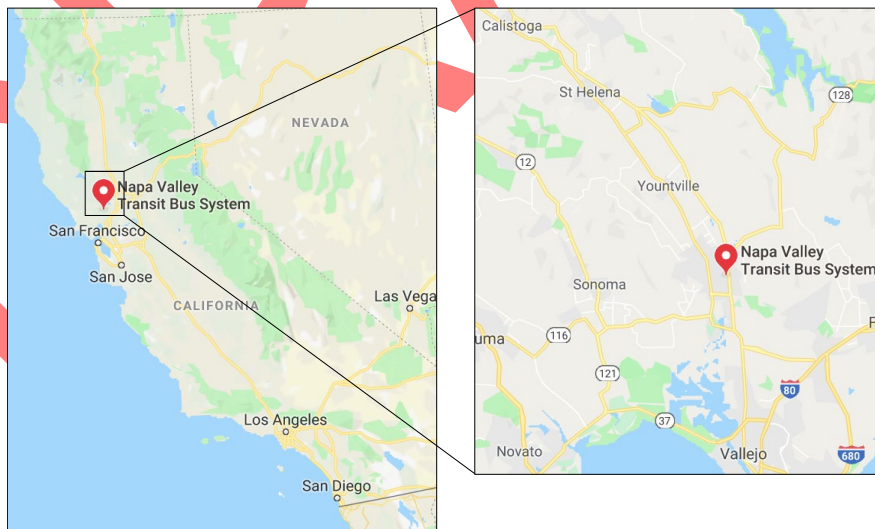 NEVADA
Napa Valley
Transit Bus System
San Francisco
San Jose
CALIFORNIA
Las Vega
Los Angeles
San Diego
Calistoga
128
St Helena
12
Yountville
Napa Valley
Transit Bus System
Sonoma
F
116
uma
121
80
37
Novato
Vallejo
680